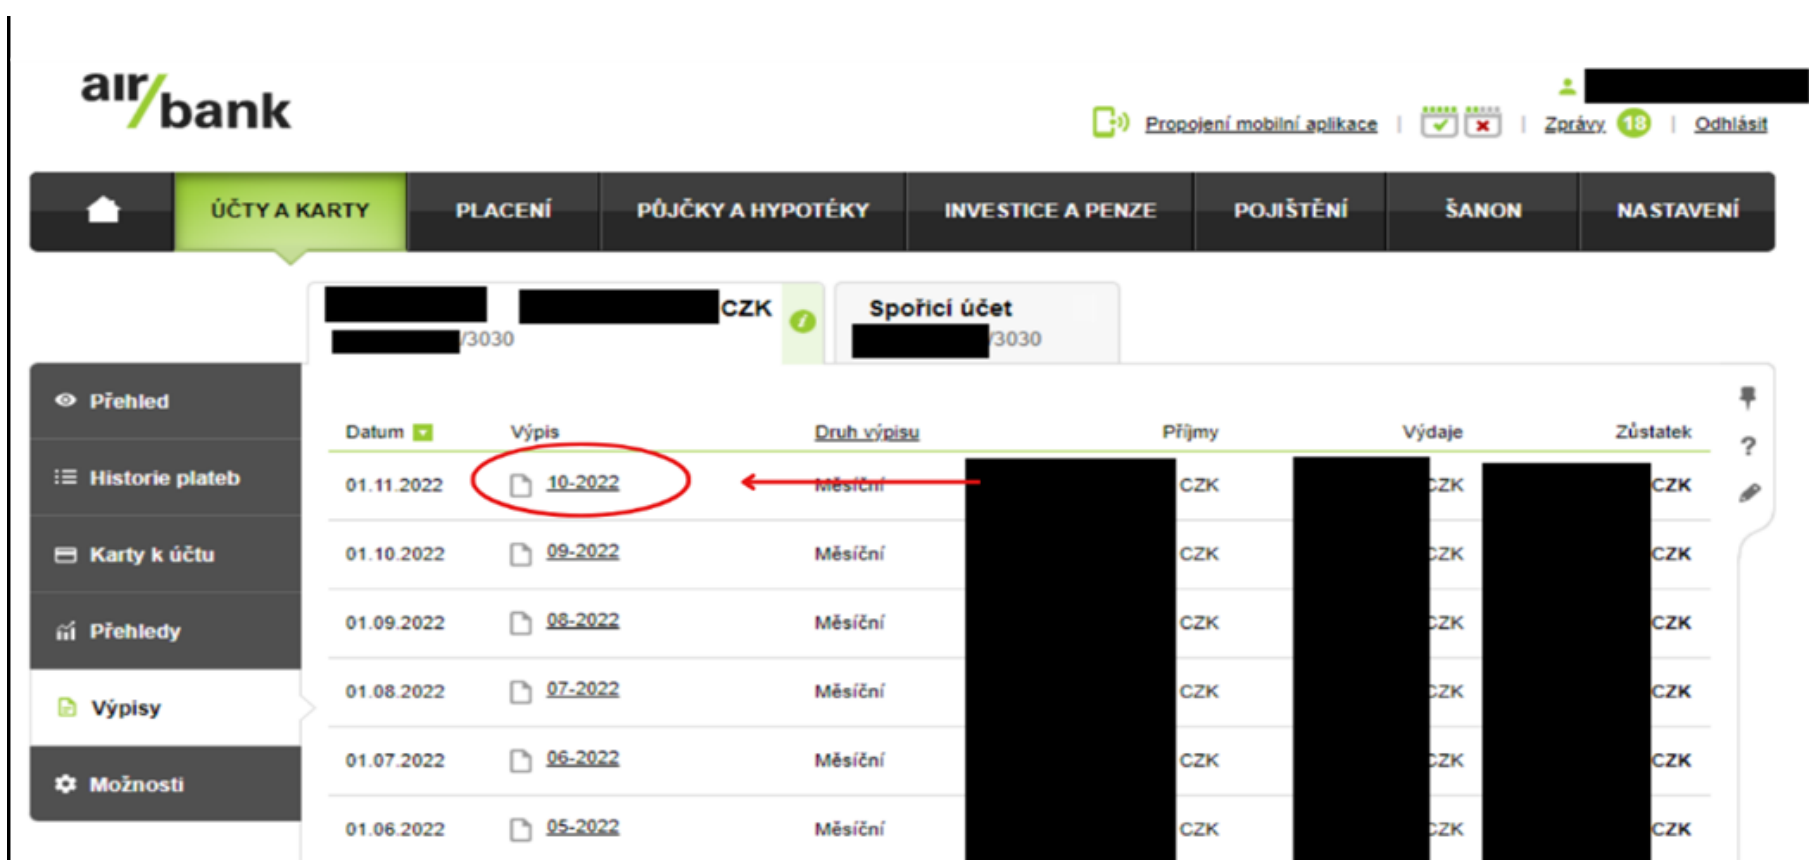 air bank
Propojení mobilní aplikace | | Zprávy 18 | Odhlásit
ÚČTY A KARTY PLACENÍ PŮJČKY A HYPOTÉKY INVESTICE A PENZE POJIŠTĚNÍ ŠANON NASTAVENÍ
CZK i Spořicí účet
/3030 /3030
Přehled
Historie plateb
Karty k účtu
Přehledy
Výpisy
Možnosti
Datum Výpis Druh výpisu Příjmy Výdaje Zůstatek
?
01.11.2022 10-2022 Měsíční CZK CZK CZK
01.10.2022 09-2022 Měsíční CZK CZK CZK
01.09.2022 08-2022 Měsíční CZK CZK CZK
01.08.2022 07-2022 Měsíční CZK CZK CZK
01.07.2022 06-2022 Měsíční CZK CZK CZK
01.06.2022 05-2022 Měsíční CZK CZK CZK